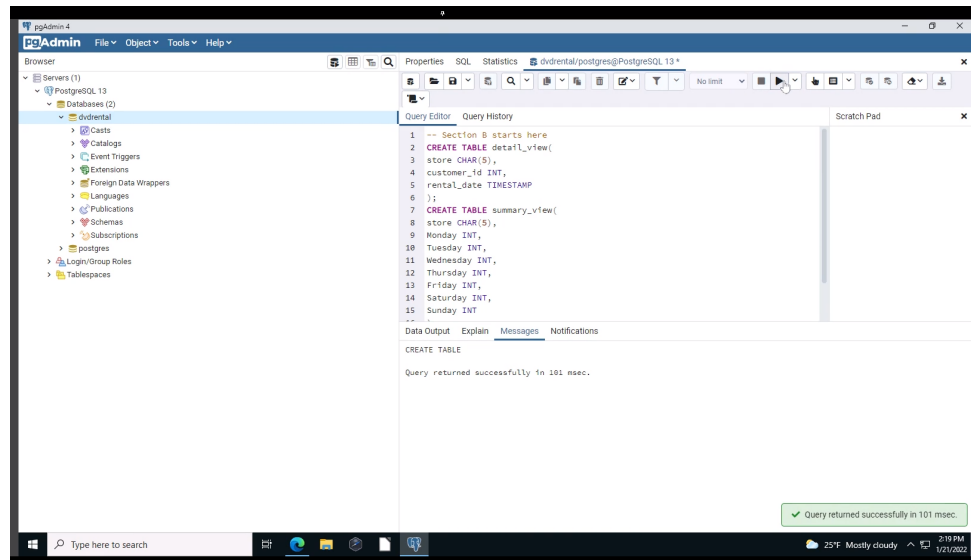 pgAdmin 4
pgAdmin File Object Tools Help
Browser
Properties SQL Statistics dvdrental/postgres@PostgreSQL 13 *
Servers (1)
PostgreSQL 13
Databases (2)
dvdrental
Casts
Catalogs
Event Triggers
Extensions
Foreign Data Wrappers
Languages
Publications
Schemas
Subscriptions
postgres
Login/Group Roles
Tablespaces
No limit
Query Editor Query History
Scratch Pad
1 -- Section B starts here
2 CREATE TABLE detail_view(
3 store CHAR(5),
4 customer_id INT,
5 rental_date TIMESTAMP
6 );
7 CREATE TABLE summary_view(
8 store CHAR(5),
9 Monday INT,
10 Tuesday INT,
11 Wednesday INT,
12 Thursday INT,
13 Friday INT,
14 Saturday INT,
15 Sunday INT
Data Output Explain Messages Notifications
CREATE TABLE
Query returned successfully in 101 msec.
Query returned successfully in 101 msec.
Type here to search
25°F Mostly cloudy
2:19 PM
1/21/2022